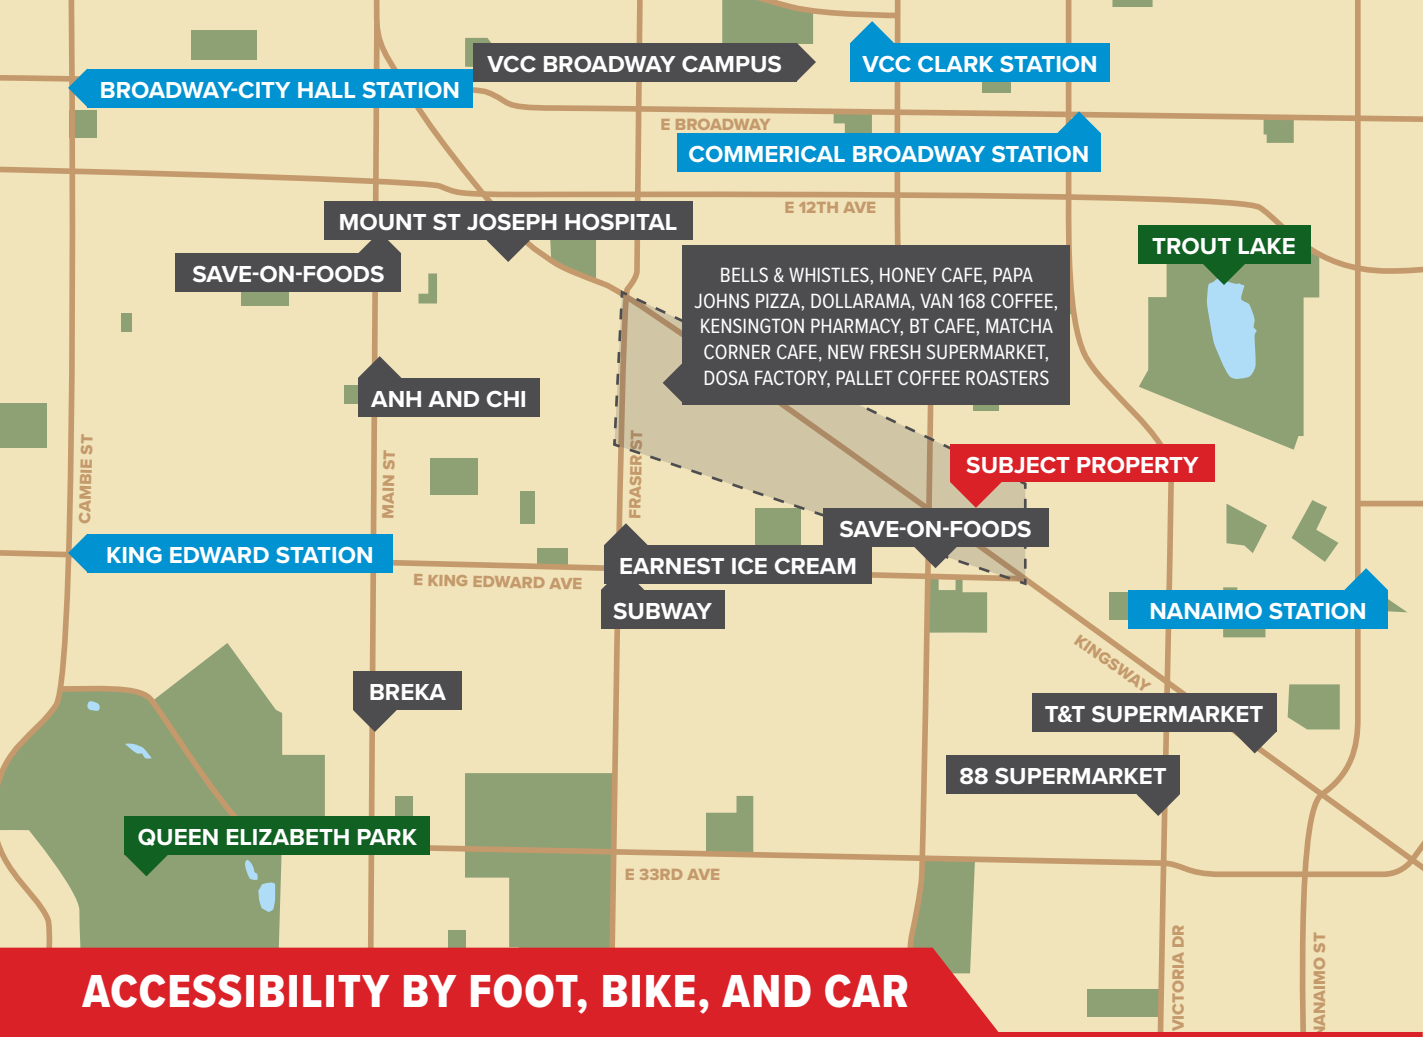 VCC BROADWAY CAMPUS
VCC CLARK STATION
BROADWAY-CITY HALL STATION
E BROADWAY
COMMERICAL BROADWAY STATION
E 12TH AVE
MOUNT ST JOSEPH HOSPITAL
TROUT LAKE
SAVE-ON-FOODS
BELLS & WHISTLES, HONEY CAFE, PAPA
JOHNS PIZZA, DOLLARAMA, VAN 168 COFFEE,
KENSINGTON PHARMACY, BT CAFE, MATCHA
CORNER CAFE, NEW FRESH SUPERMARKET,
DOSA FACTORY, PALLET COFFEE ROASTERS
ANH AND CHI
CAMBIE ST
MAIN ST
FRASER ST
SUBJECT PROPERTY
SAVE-ON-FOODS
KING EDWARD STATION
EARNEST ICE CREAM
E KING EDWARD AVE
SUBWAY
NANAIMO STATION
KINGSWAY
BREKA
T&T SUPERMARKET
88 SUPERMARKET
QUEEN ELIZABETH PARK
E 33RD AVE
VICTORIA DR
NANAIMO ST
ACCESSIBILITY BY FOOT, BIKE, AND CAR